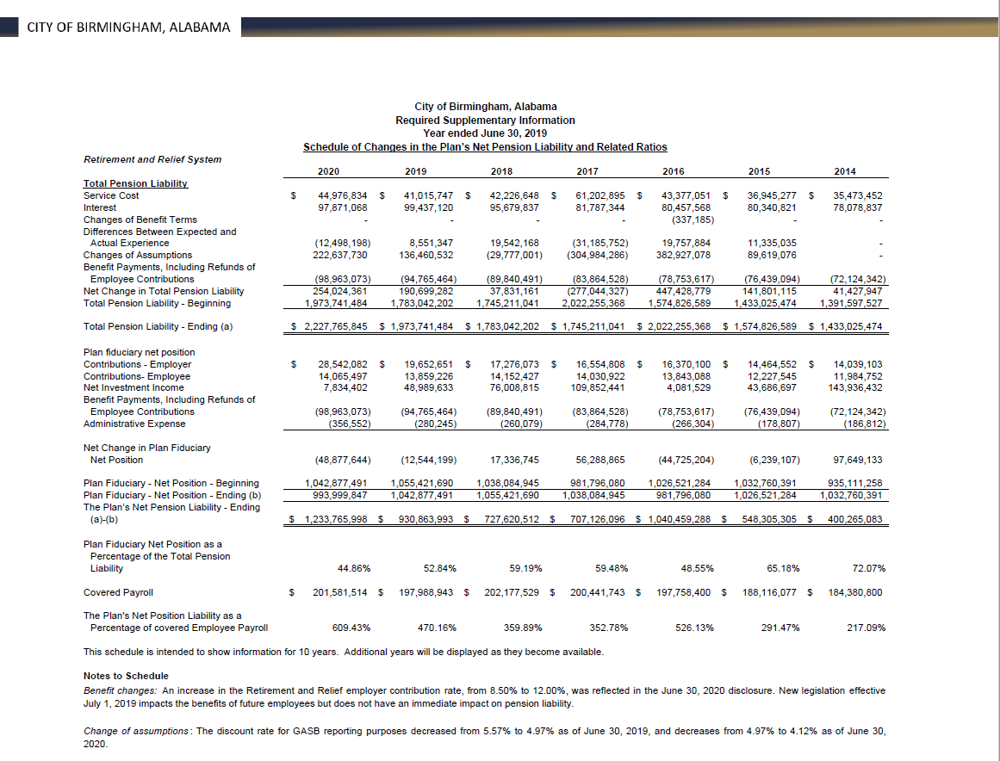 CITY OF BIRMINGHAM, ALABAMA
City of Birmingham, Alabama
Required Supplementary Information
Year ended June 30, 2019
Schedule of Changes in the Plan's Net Pension Liability and Related Ratios
Retirement and Relief System
2020 2019 2018 2017 2016 2015 2014
Total Pension Liability
Service Cost $ 44,976,834 $ 41,015,747 $ 42,226,648 $ 61,202,895 $ 43,377,051 $ 36,945,277 $ 35,473,452
Interest 97,871,068 99,437,120 95,679,837 81,787,344 80,457,568 80,340,821 78,078,837
Changes of Benefit Terms - - - - (337,185) - -
Differences Between Expected and
Actual Experience (12,498,198) 8,551,347 19,542,168 (31,185,752) 19,757,884 11,335,035 -
Changes of Assumptions 222,637,730 136,460,532 (29,777,001) (304,984,286) 382,927,078 89,619,076 -
Benefit Payments, Including Refunds of
Employee Contributions (98,963,073) (94,765,464) (89,840,491) (83,864,528) (78,753,617) (76,439,094) (72,124,342)
Net Change in Total Pension Liability 254,024,361 190,699,282 37,831,161 (277,044,327) 447,428,779 141,801,115 41,427,947
Total Pension Liability - Beginning 1,973,741,484 1,783,042,202 1,745,211,041 2,022,255,368 1,574,826,589 1,433,025,474 1,391,597,527
Total Pension Liability - Ending (a) $ 2,227,765,845 $ 1,973,741,484 $ 1,783,042,202 $ 1,745,211,041 $ 2,022,255,368 $ 1,574,826,589 $ 1,433,025,474
Plan fiduciary net position
Contributions - Employer $ 28,542,082 $ 19,652,651 $ 17,276,073 $ 16,554,808 $ 16,370,100 $ 14,464,552 $ 14,039,103
Contributions- Employee 14,065,497 13,859,226 14,152,427 14,030,922 13,843,088 12,227,545 11,984,752
Net Investment Income 7,834,402 48,989,633 76,008,815 109,852,441 4,081,529 43,686,697 143,936,432
Benefit Payments, Including Refunds of
Employee Contributions (98,963,073) (94,765,464) (89,840,491) (83,864,528) (78,753,617) (76,439,094) (72,124,342)
Administrative Expense (356,552) (280,245) (260,079) (284,778) (266,304) (178,807) (186,812)
Net Change in Plan Fiduciary
Net Position (48,877,644) (12,544,199) 17,336,745 56,288,865 (44,725,204) (6,239,107) 97,649,133
Plan Fiduciary - Net Position - Beginning 1,042,877,491 1,055,421,690 1,038,084,945 981,796,080 1,026,521,284 1,032,760,391 935,111,258
Plan Fiduciary - Net Position - Ending (b) 993,999,847 1,042,877,491 1,055,421,690 1,038,084,945 981,796,080 1,026,521,284 1,032,760,391
The Plan's Net Pension Liability - Ending
(a)-(b) $ 1,233,765,998 $ 930,863,993 $ 727,620,512 $ 707,126,096 $ 1,040,459,288 $ 548,305,305 $ 400,265,083
Plan Fiduciary Net Position as a
Percentage of the Total Pension
Liability 44.86% 52.84% 59.19% 59.48% 48.55% 65.18% 72.07%
Covered Payroll $ 201,581,514 $ 197,988,943 $ 202,177,529 $ 200,441,743 $ 197,758,400 $ 188,116,077 $ 184,380,800
The Plan's Net Position Liability as a
Percentage of covered Employee Payroll 609.43% 470.16% 359.89% 352.78% 526.13% 291.47% 217.09%
This schedule is intended to show information for 10 years. Additional years will be displayed as they become available.
Notes to Schedule
Benefit changes: An increase in the Retirement and Relief employer contribution rate, from 8.50% to 12.00%, was reflected in the June 30, 2020 disclosure. New legislation effective
July 1, 2019 impacts the benefits of future employees but does not have an immediate impact on pension liability.
Change of assumptions: The discount rate for GASB reporting purposes decreased from 5.57% to 4.97% as of June 30, 2019, and decreases from 4.97% to 4.12% as of June 30,
2020.